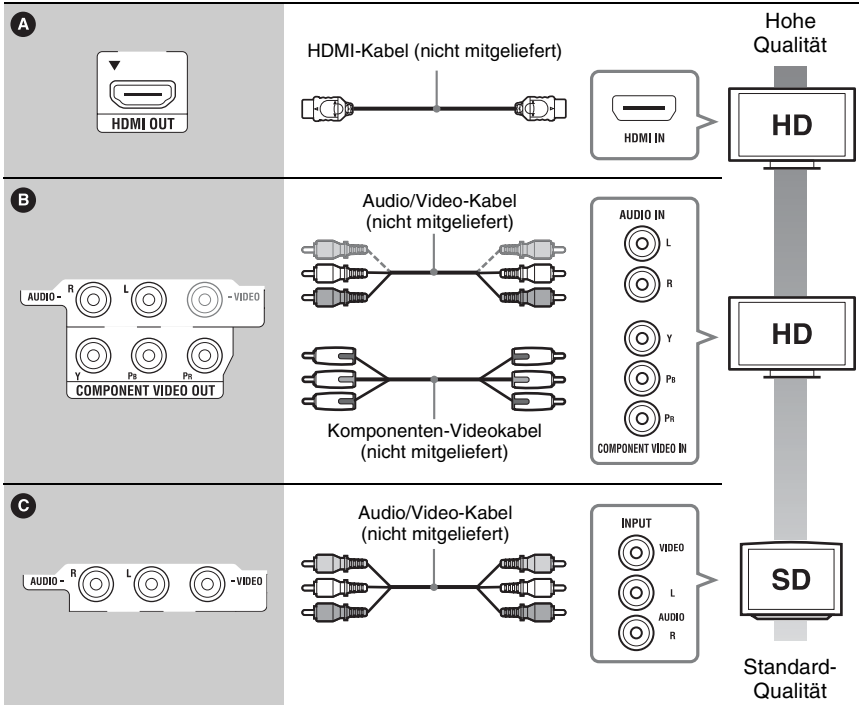 A
HDMI OUT
HDMI-Kabel (nicht mitgeliefert)
HDMI IN
Hohe
Qualität
HD
B
AUDIO - R L - VIDEO
Y PB PR
COMPONENT VIDEO OUT
Audio/Video-Kabel
(nicht mitgeliefert)
Komponenten-Videokabel
(nicht mitgeliefert)
AUDIO IN
L
R
Y
PB
PR
COMPONENT VIDEO IN
HD
C
AUDIO - R L - VIDEO
Audio/Video-Kabel
(nicht mitgeliefert)
INPUT
VIDEO
L
AUDIO
R
SD
Standard-
Qualität